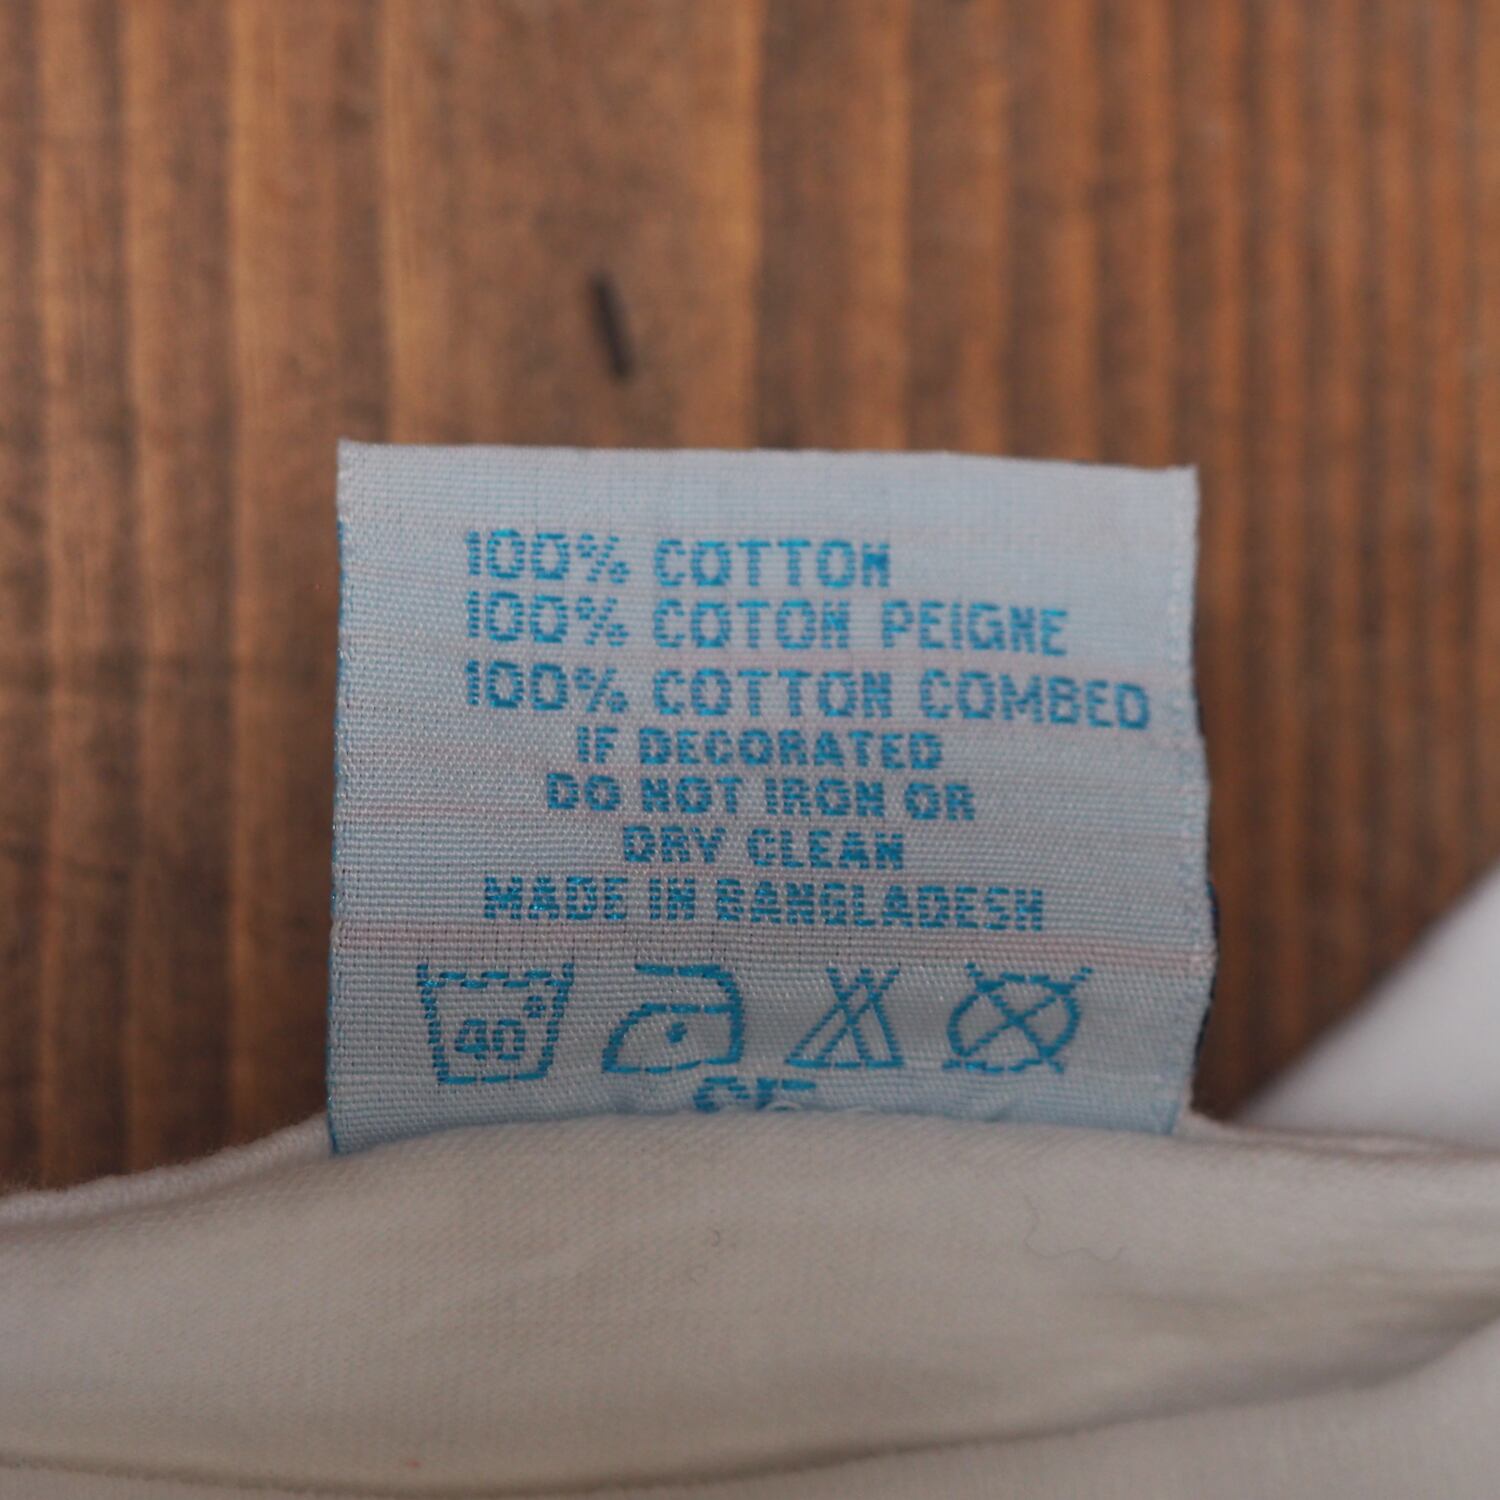 100% COTTON
100% COTON PEIGNE
100% COTTON COMBED
IF DECORATED
DO NOT IRON OR
DRY CLEAN
MADE IN BANGLADESH
40°